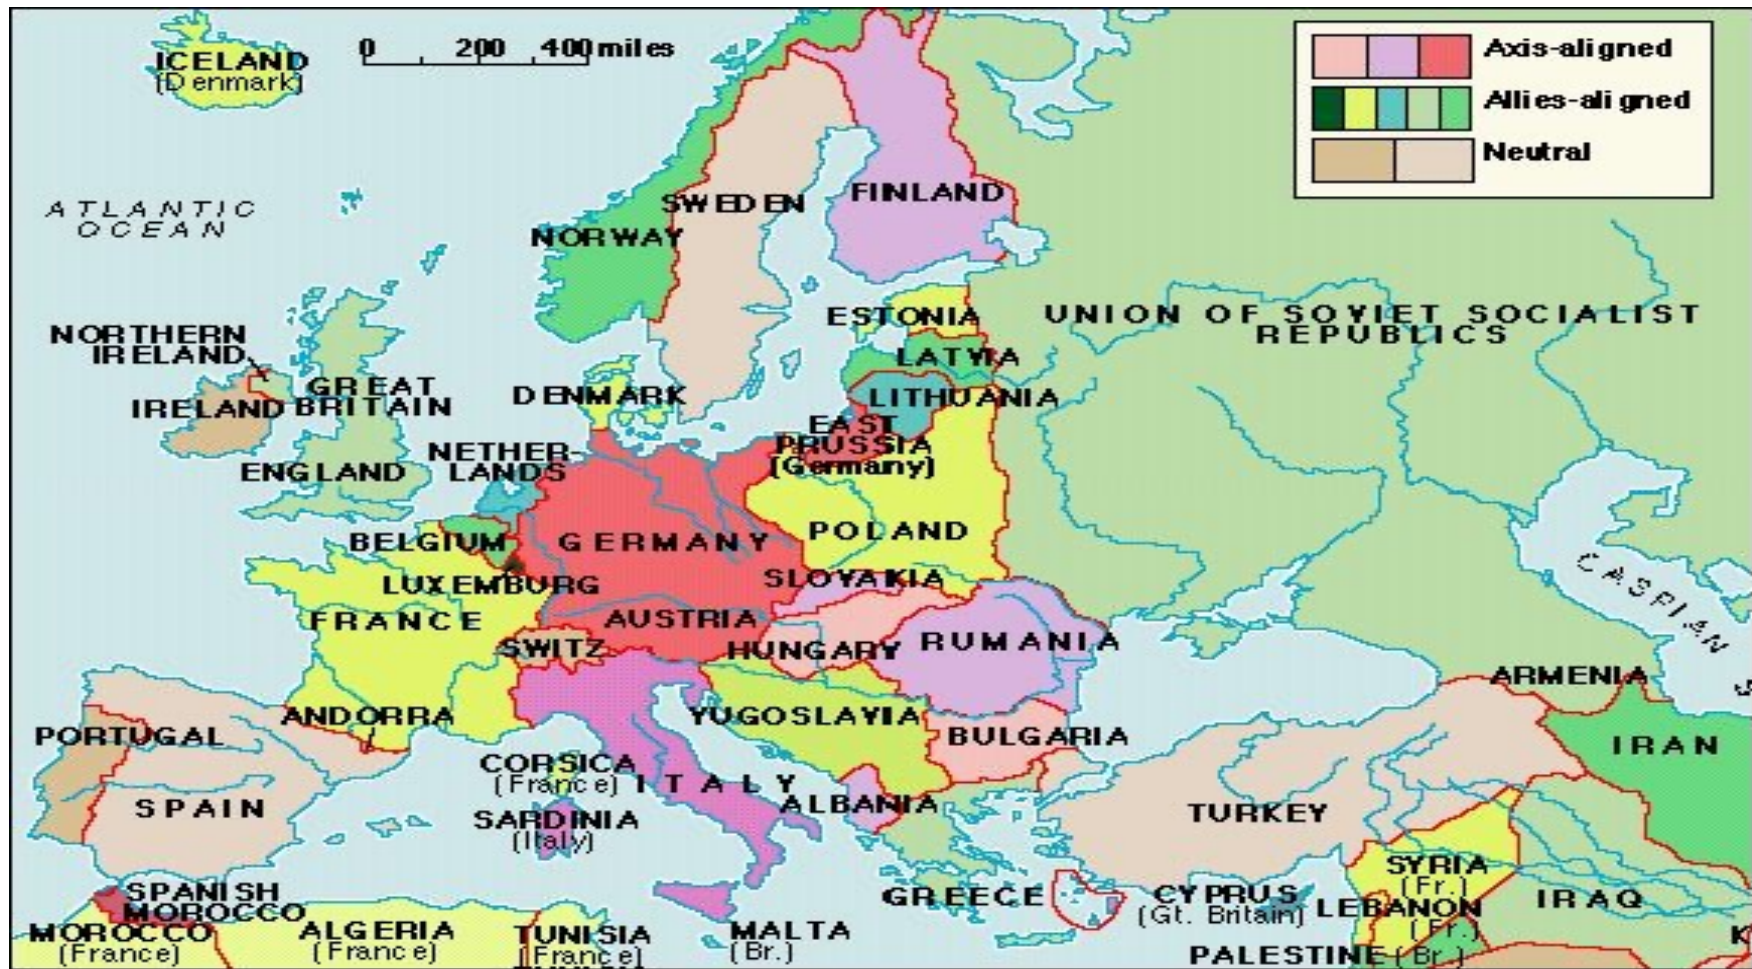 ICELAND
(Denmark)
0 200 400 miles
Axis-aligned
Allies-aligned
Neutral
ATLANTIC
OCEAN
SWEDEN
FINLAND
NORWAY
ESTONIA
UNION OF SOVIET SOCIALIST
REPUBLICS
NORTHERN
IRELAND
LATVIA
GREAT
BRITAIN
IRELAND
DENMARK
LITHUANIA
EAST
PRUSSIA
(Germany)
NETHER-
LANDS
ENGLAND
POLAND
BELGIUM
GERMANY
LUXEMBURG
SLOVAKIA
CASPIAN
FRANCE
AUSTRIA
SWITZ
HUNGARY
RUMANIA
ARMENIA
ANDORRA
YUGOSLAVIA
PORTUGAL
BULGARIA
IRAN
CORSICA
(France)
ITALY
SPAIN
ALBANIA
TURKEY
SARDINIA
(Italy)
SYRIA
(Fr.)
SPANISH
MOROCCO
GREECE
CYPRUS
(Gt. Britain)
LEBANON
(Fr.)
IRAQ
MOROCCO
(France)
ALGERIA
(France)
TUNISIA
(France)
MALTA
(Br.)
PALESTINE (Br.)